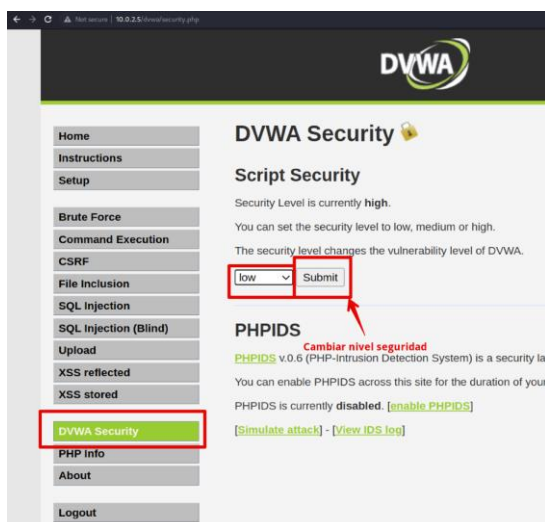 Not secure | 10.0.2.5/dvwa/security.php
DVWA
Home
Instructions
Setup
Brute Force
Command Execution
CSRF
File Inclusion
SQL Injection
SQL Injection (Blind)
Upload
XSS reflected
XSS stored
DVWA Security
PHP Info
About
Logout
DVWA Security
Script Security
Security Level is currently high.
You can set the security level to low, medium or high.
The security level changes the vulnerability level of DVWA.
low Submit
PHPIDS
Cambiar nivel seguridad
PHPIDS v.0.6 (PHP-Intrusion Detection System) is a security la
You can enable PHPIDS across this site for the duration of your
PHPIDS is currently disabled. [enable PHPIDS]
[Simulate attack] - [View IDS log]